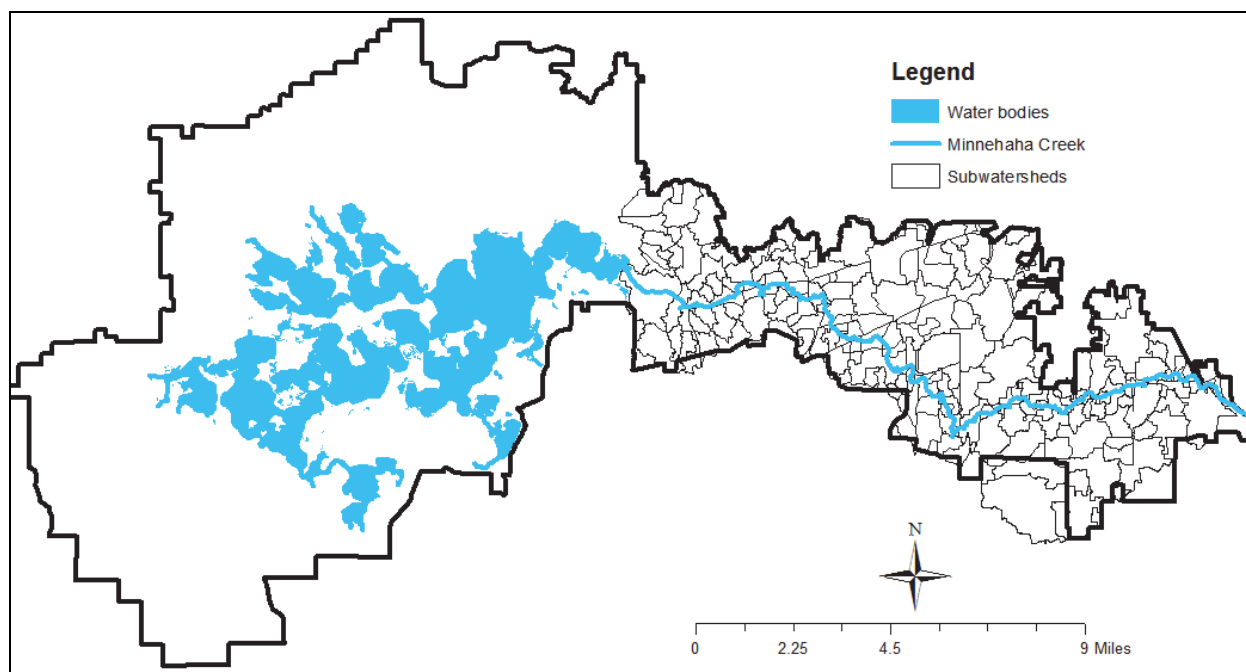 Legend
Water bodies
Minnehaha Creek
Subwatersheds
N
0 2.25 4.5 9 Miles